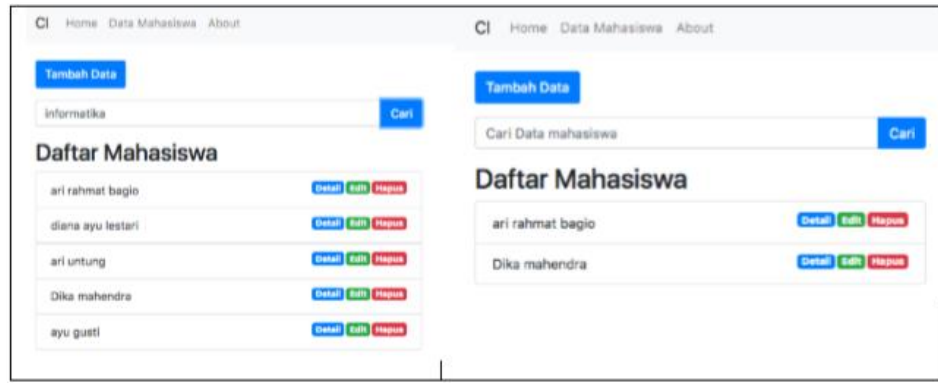 CI Home Data Mahasiswa About
Tambah Data
informatika Cari
Daftar Mahasiswa
ari rahmat bagio Detail Edit Hapus
diana ayu lestari Detail Edit Hapus
ari untung Detail Edit Hapus
Dika mahendra Detail Edit Hapus
ayu gusti Detail Edit Hapus
CI Home Data Mahasiswa About
Tambah Data
Cari Data mahasiswa Cari
Daftar Mahasiswa
ari rahmat bagio Detail Edit Hapus
Dika mahendra Detail Edit Hapus